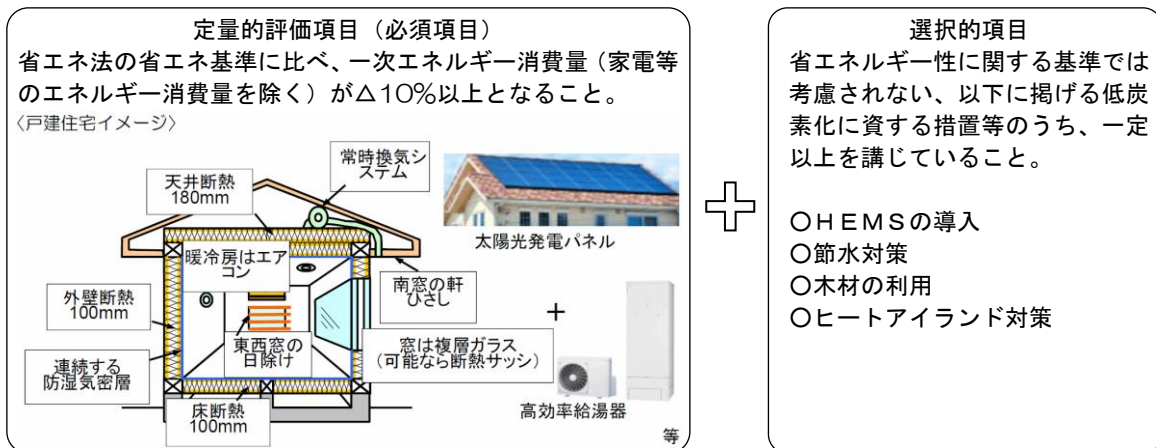 定量的評価項目（必須項目）
省エネ法の省エネ基準に比べ、一次エネルギー消費量（家電等
のエネルギー消費量を除く）が△10%以上となること。
〈戸建住宅イメージ〉
常時換気シ
ステム
天井断熱
180mm
太陽光発電パネル
暖冷房はエア
コン
南窓の軒
ひさし
外壁断熱
100mm
+
東西窓の
日除け
窓は複層ガラス
（可能なら断熱サッシ）
連続する
防湿気密層
床断熱
100mm
高効率給湯器
等
選択的項目
省エネルギー性に関する基準では
考慮されない、以下に掲げる低炭
素化に資する措置等のうち、一定
以上を講じていること。
○ＨＥＭＳの導入
○節水対策
○木材の利用
○ヒートアイランド対策